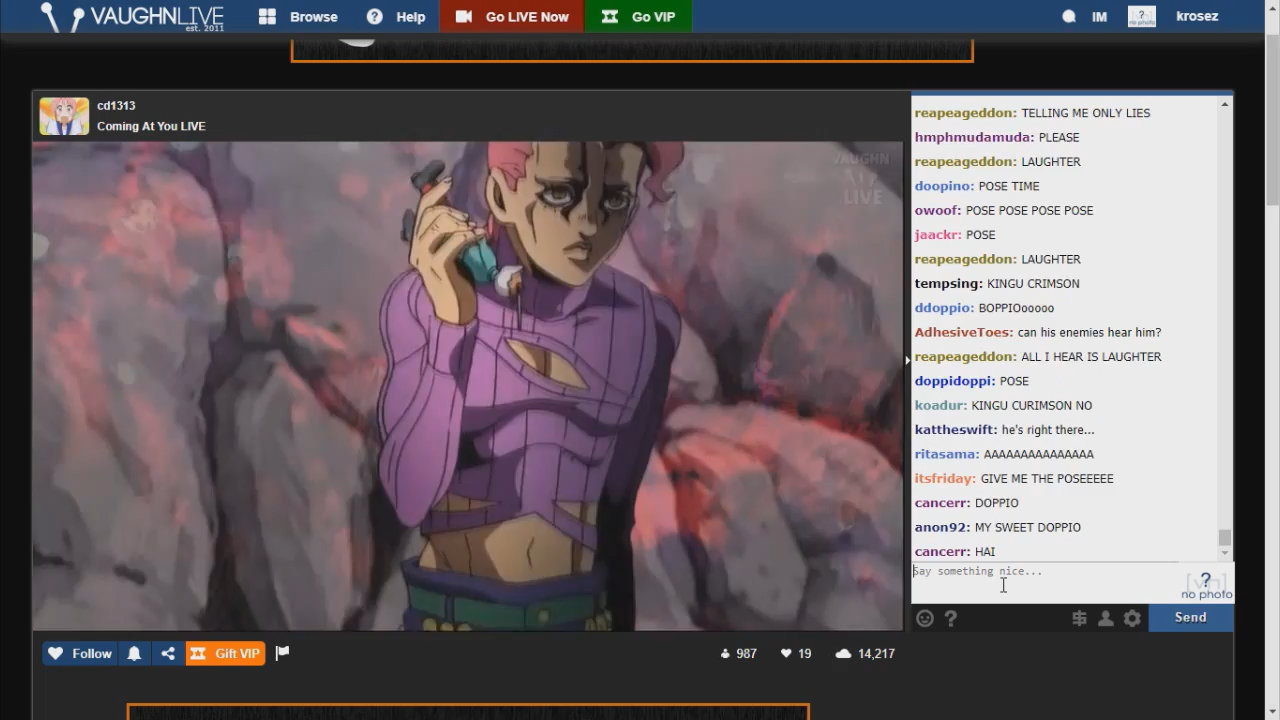 VAUGHNLIVE
est. 2011
Browse
? Help
Go LIVE Now
Go VIP
IM
? no photo
krosez
cd1313
Coming At You LIVE
VAUGHN
LIVE
reapeageddon: TELLING ME ONLY LIES
hmphmudamuda: PLEASE
reapeageddon: LAUGHTER
doopino: POSE TIME
owoof: POSE POSE POSE POSE
jaackr: POSE
reapeageddon: LAUGHTER
tempsing: KINGU CRIMSON
ddoppio: BOPPIOooooo
AdhesiveToes: can his enemies hear him?
reapeageddon: ALL I HEAR IS LAUGHTER
doppidoppi: POSE
koadur: KINGU CURIMSON NO
kattheswift: he's right there...
ritasama: AAAAAAAAAAAAAAA
itsfriday: GIVE ME THE POSEEEEE
cancerr: DOPPIO
anon92: MY SWEET DOPPIO
cancerr: HAI
Say something nice...
[vn]
?
no photo
?
Send
Follow
Gift VIP
987
19
14,217